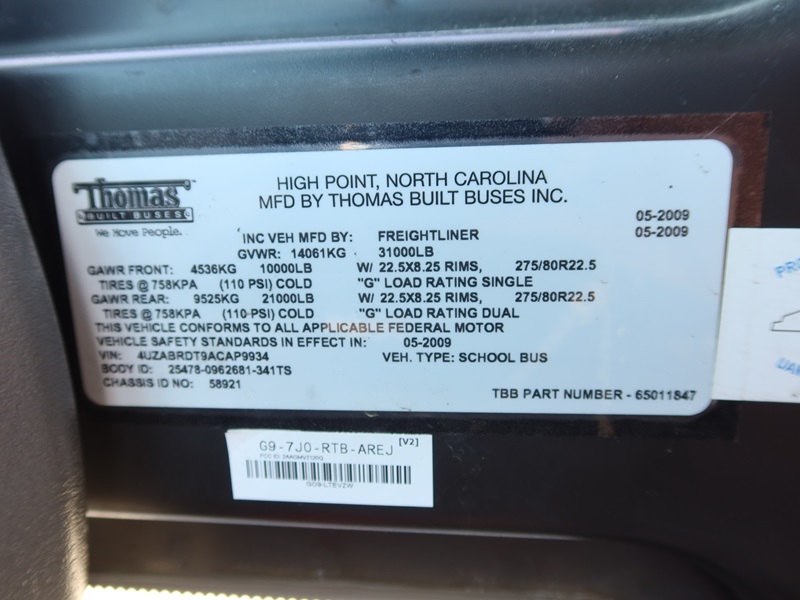 Thomas
BUILT BUSES
We Move People.
HIGH POINT, NORTH CAROLINA
MFD BY THOMAS BUILT BUSES INC.
05-2009
INC VEH MFD BY: FREIGHTLINER 05-2009
GVWR: 14061KG 31000LB
GAWR FRONT: 4536KG 10000LB W/ 22.5X8.25 RIMS, 275/80R22.5
TIRES @ 758KPA (110 PSI) COLD "G" LOAD RATING SINGLE
GAWR REAR: 9525KG 21000LB W/ 22.5X8.25 RIMS, 275/80R22.5
TIRES @ 758KPA (110 PSI) COLD "G" LOAD RATING DUAL
THIS VEHICLE CONFORMS TO ALL APPLICABLE FEDERAL MOTOR
VEHICLE SAFETY STANDARDS IN EFFECT IN: 05-2009
VIN: 4UZABRDT9ACAP9934 VEH. TYPE: SCHOOL BUS
BODY ID: 25478-0962681-341TS
CHASSIS ID NO: 58921 TBB PART NUMBER - 65011847
G9-7J0-RTB-AREJ [V2]
FCC ID:
GO9-LTEVZW